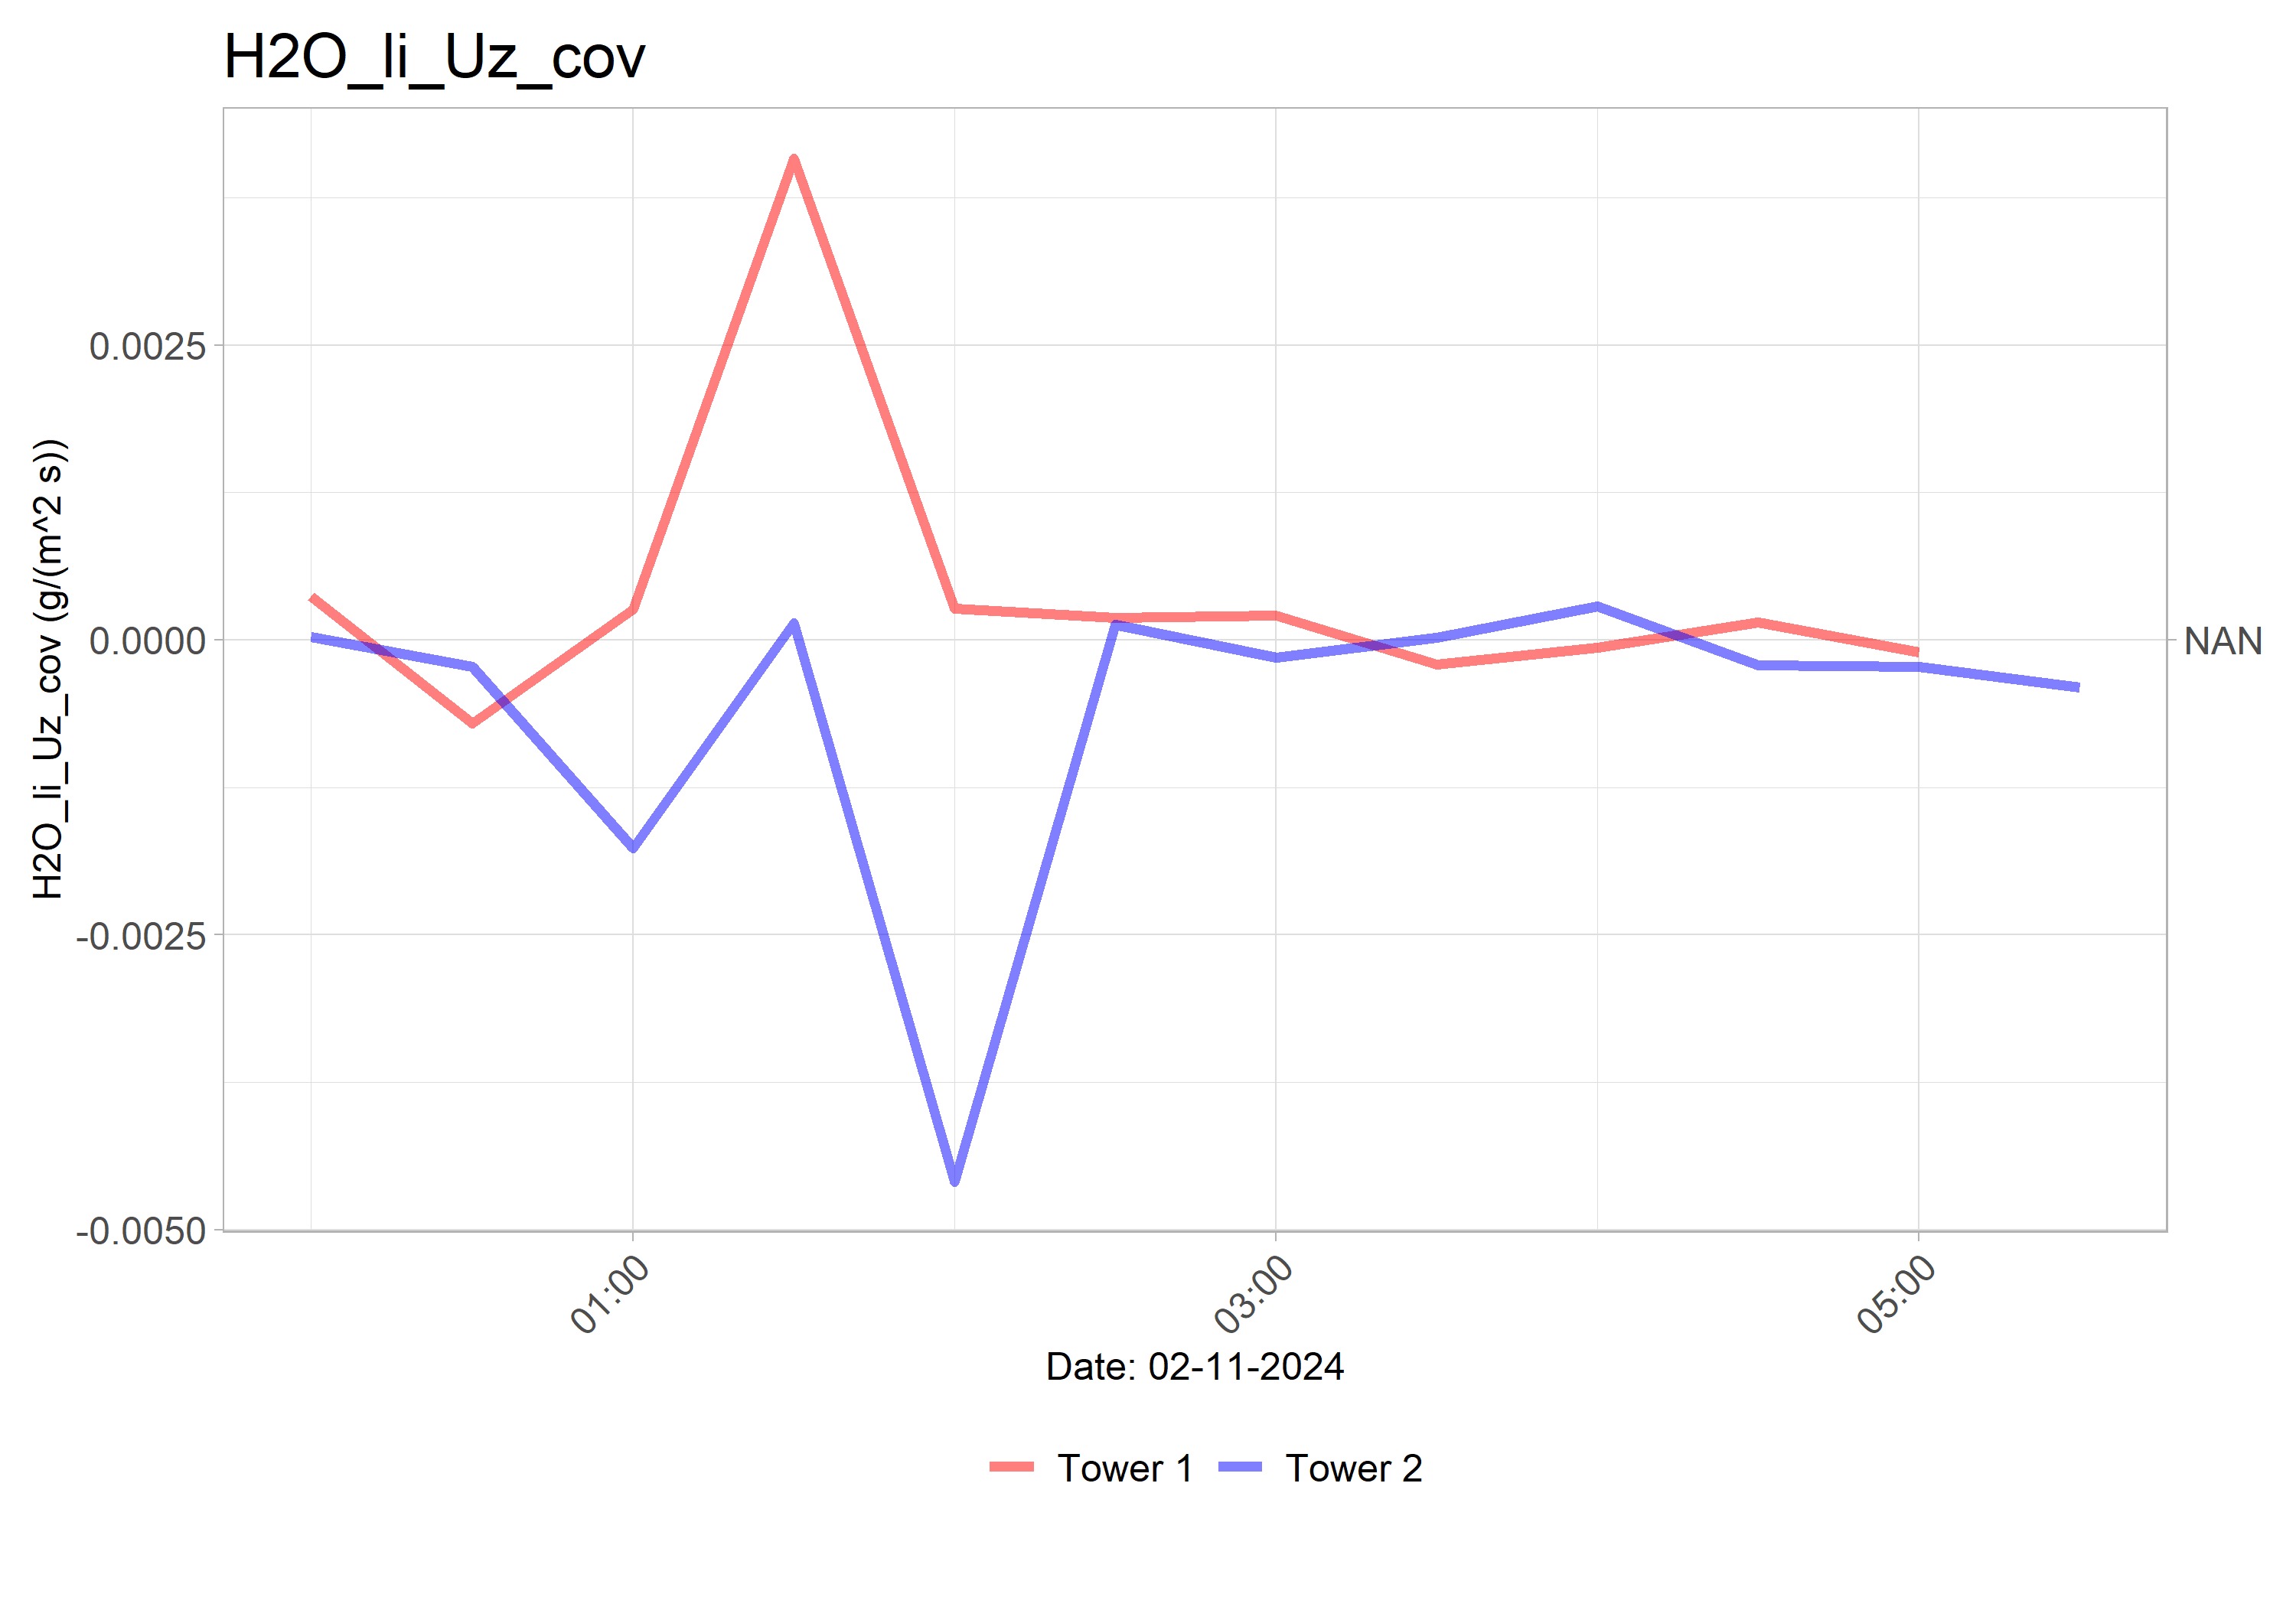 H2O_li_Uz_cov
H2O_li_Uz_cov (g/(m^2 s))
0.0025
0.0000
-0.0025
-0.0050
NAN
01:00
03:00
05:00
Date: 02-11-2024
Tower 1
Tower 2